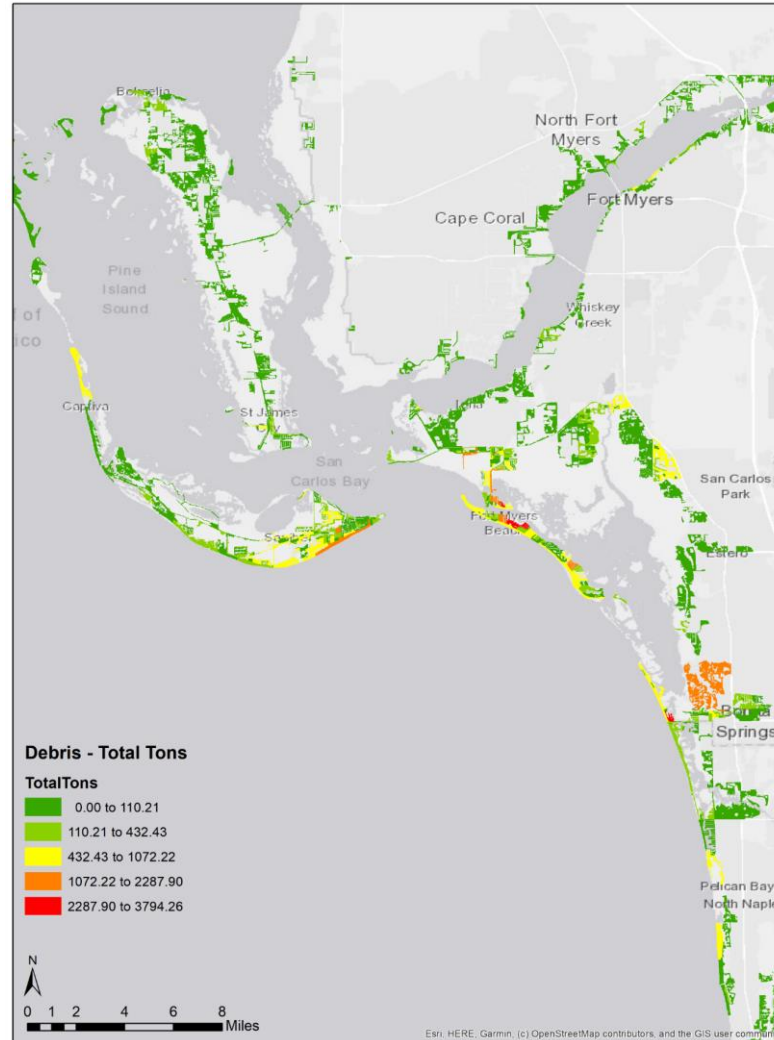 Bokeelia
North Fort
Myers
Fort Myers
Cape Coral
Pine
Island
Sound
f of
ico
Whiskey
Creek
Captiva
St James
San
Carlos Bay
San Carlos
Park
Fort Myers
Beach
Estero
Bonita
Springs
Pelican Bay
North Naple
Debris - Total Tons
TotalTons
0.00 to 110.21
110.21 to 432.43
432.43 to 1072.22
1072.22 to 2287.90
2287.90 to 3794.26
N
0 1 2 4 6 8
Miles
Esri, HERE, Garmin, (c) OpenStreetMap contributors, and the GIS user commun